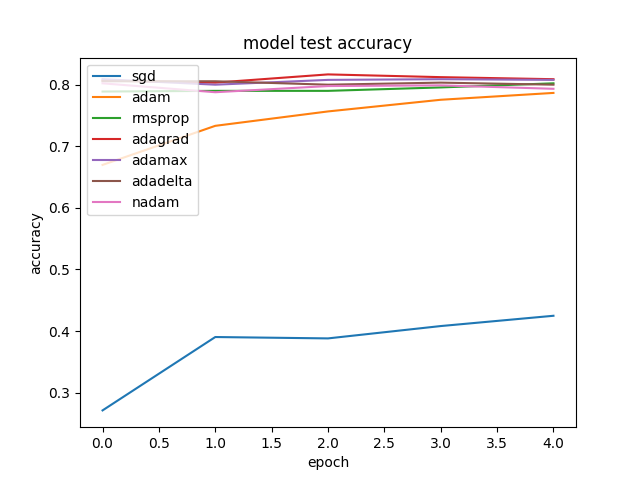 model test accuracy
sgd
adam
rmsprop
adagrad
adamax
adadelta
nadam
accuracy
0.8
0.7
0.6
0.5
0.4
0.3
0.0 0.5 1.0 1.5 2.0 2.5 3.0 3.5 4.0
epoch